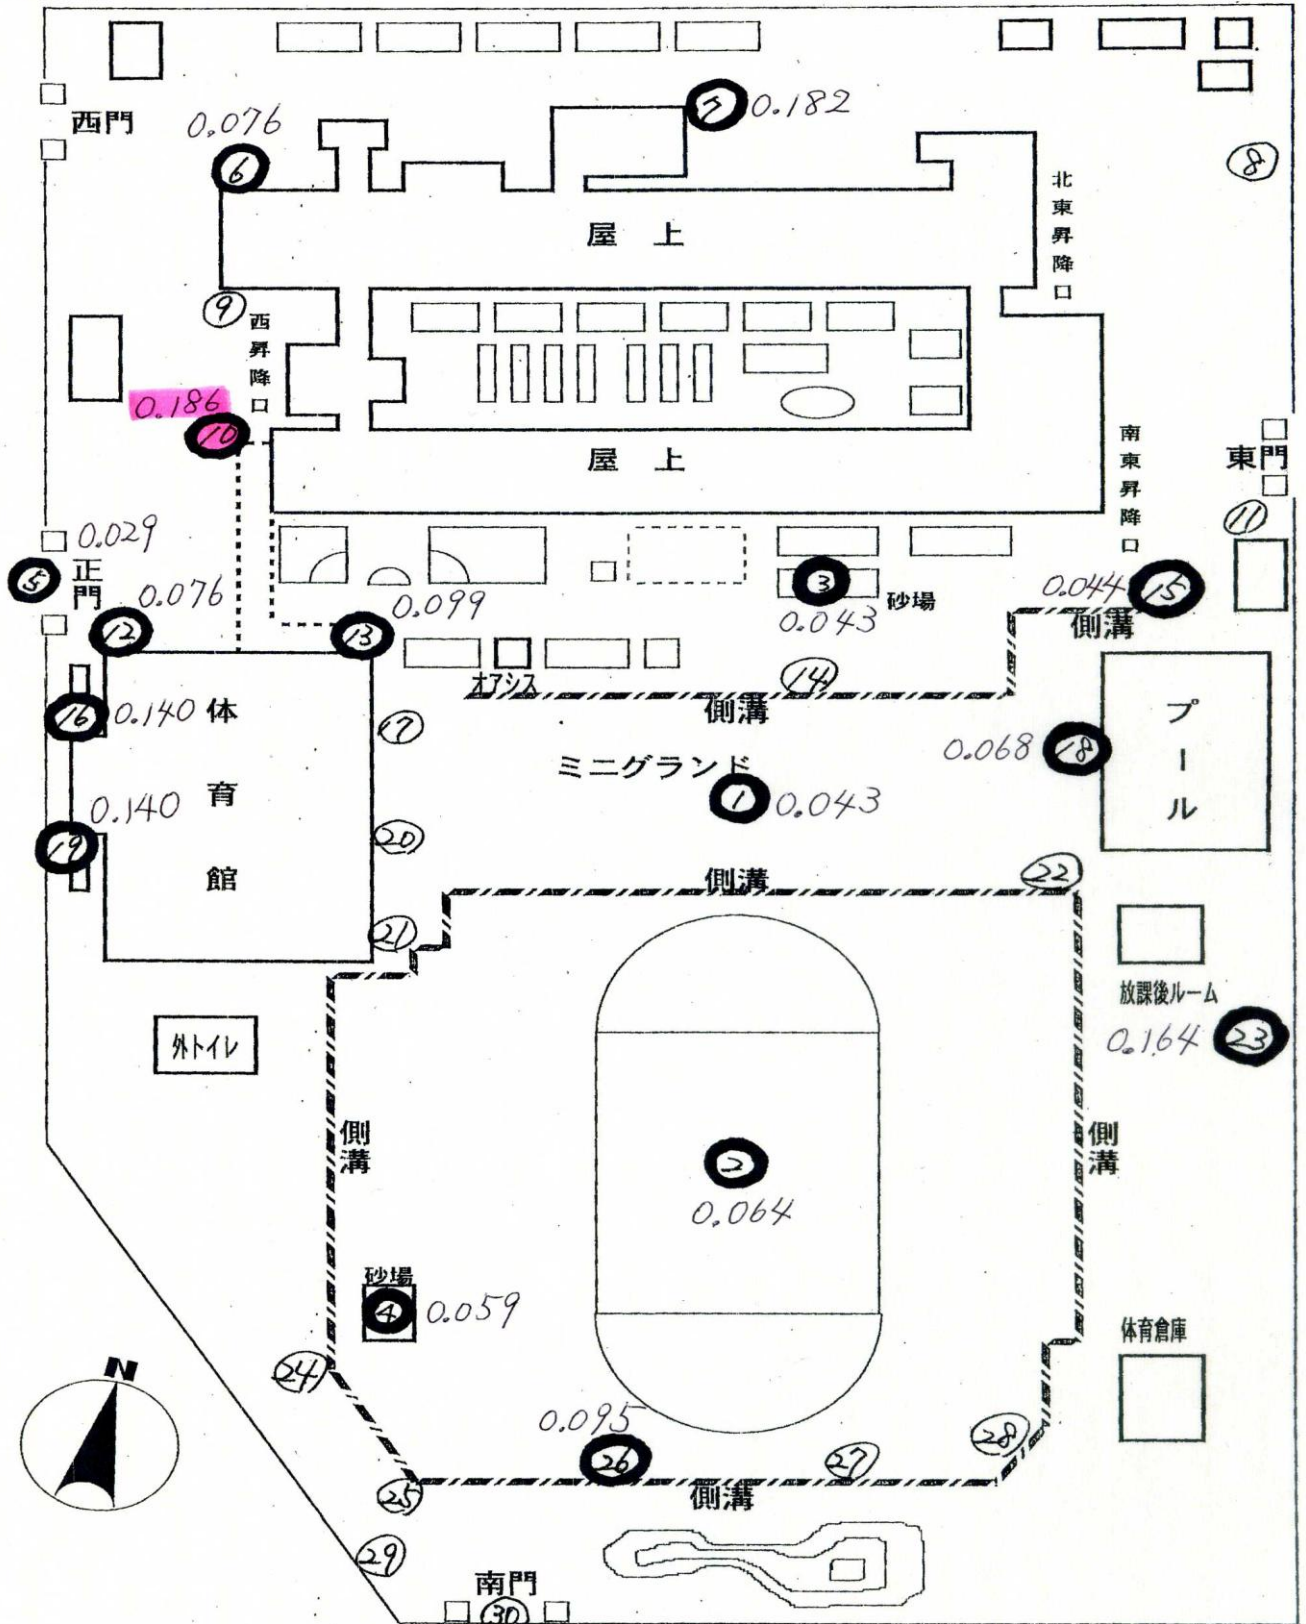 西門
0.076
⑥
⑦ 0.182
⑧
屋上
北東昇降口
⑨
西昇降口
0.186
⑩
屋上
南東昇降口
東門
⑪
0.029
⑤
正門
0.076
⑫
⑬
0.099
③
砂場
0.043
0.044
⑮
側溝
オアシス
⑭
側溝
⑯
0.140
体育館
⑰
ミニグランド
① 0.043
0.068
⑱
プール
0.140
⑲
⑳
側溝
㉒
㉑
放課後ルーム
0.164
㉓
外トイレ
側溝
側溝
②
0.064
砂場
④
0.059
体育倉庫
㉔
N
0.095
㉖
㉗
㉘
㉕
側溝
㉙
南門
㉚